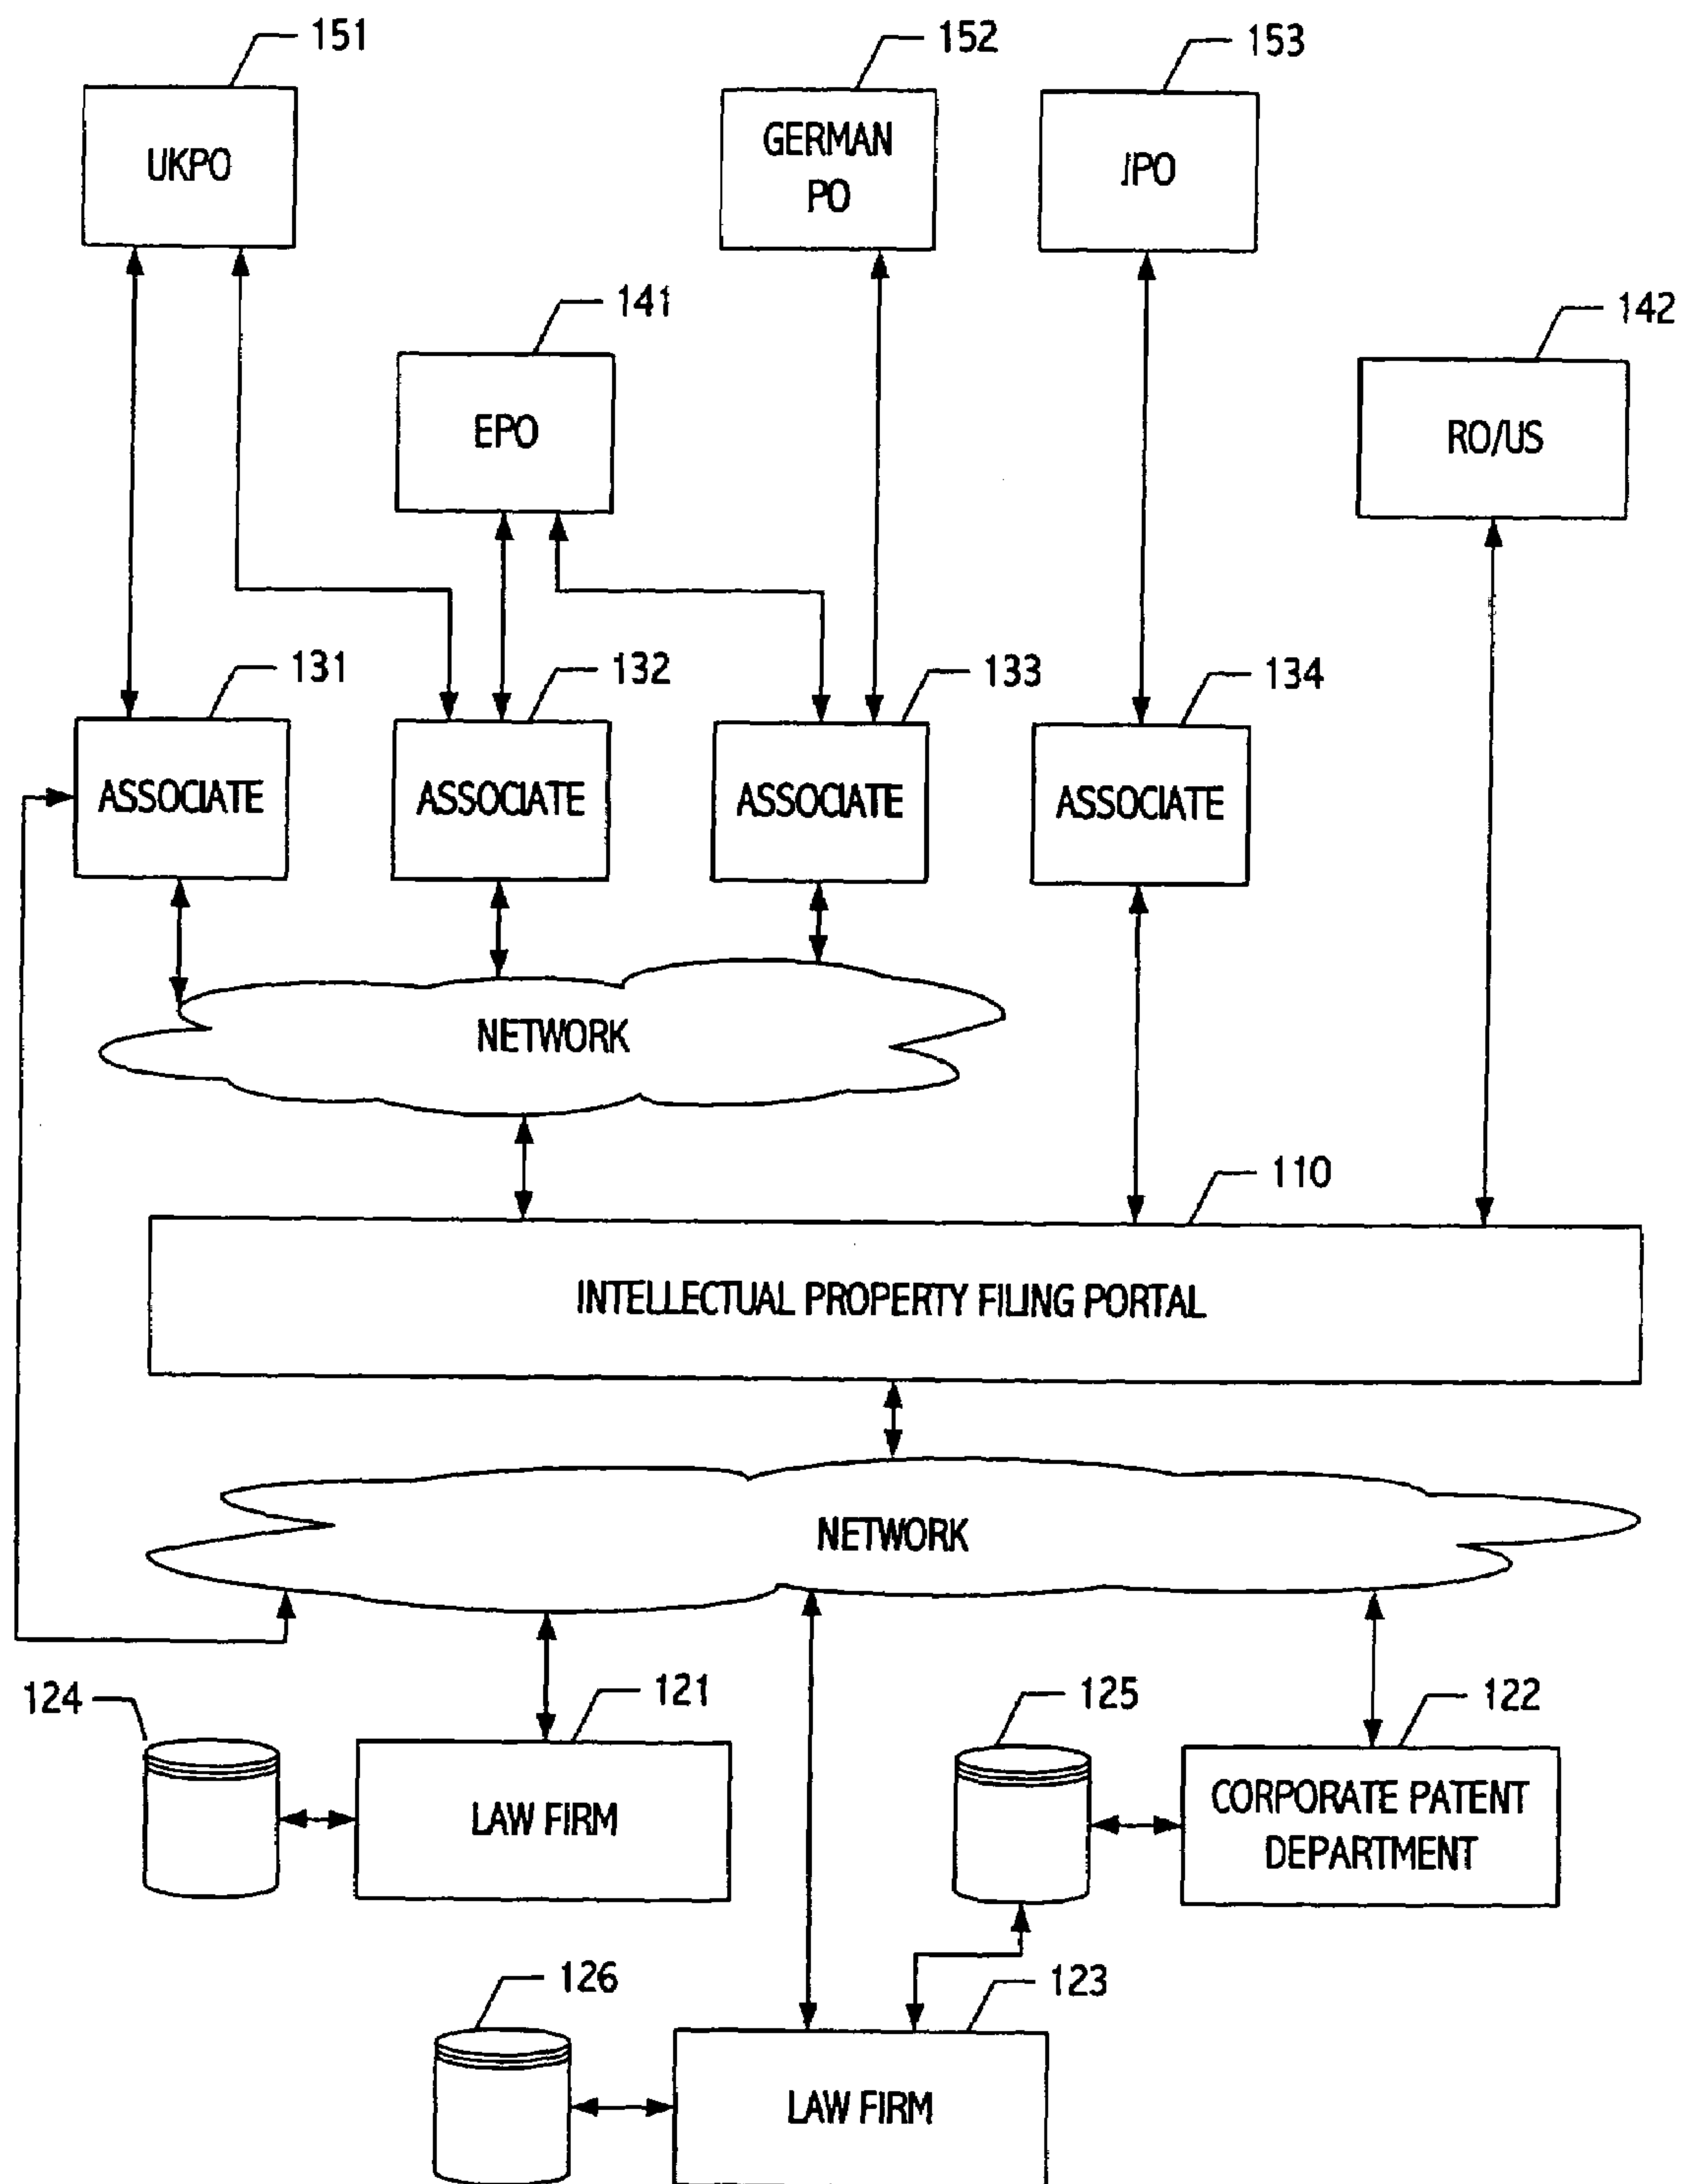 151
152
153
UKPO
GERMAN
PO
JPO
141
142
EPO
RO/US
131
132
133
134
ASSOCIATE
ASSOCIATE
ASSOCIATE
ASSOCIATE
NETWORK
110
INTELLECTUAL PROPERTY FILING PORTAL
NETWORK
124
121
125
122
LAW FIRM
CORPORATE PATENT
DEPARTMENT
126
123
LAW FIRM